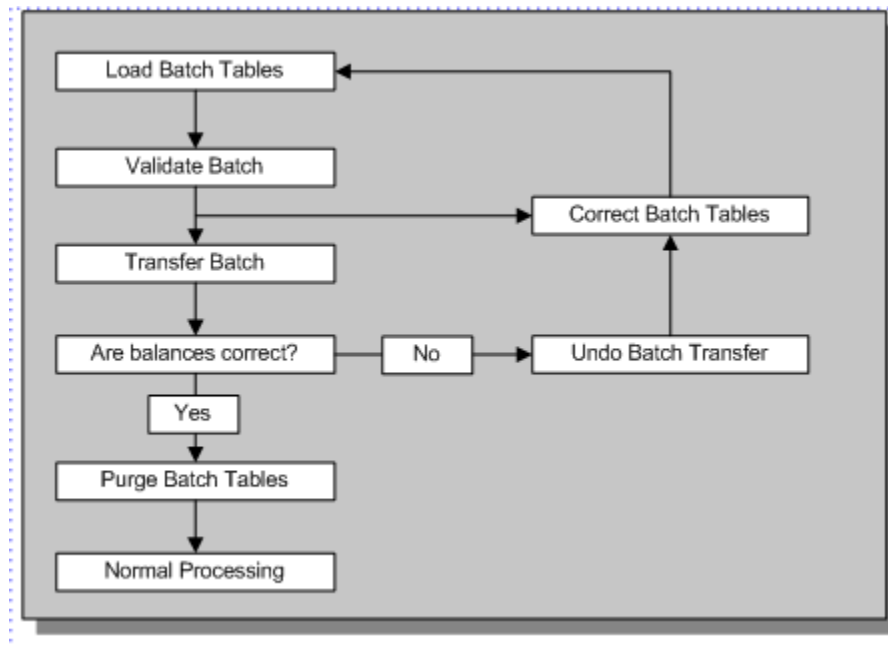 Load Batch Tables
Validate Batch
Correct Batch Tables
Transfer Batch
Are balances correct?
No
Undo Batch Transfer
Yes
Purge Batch Tables
Normal Processing